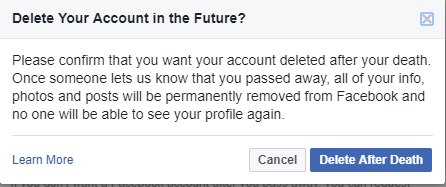 Delete Your Account in the Future?
Please confirm that you want your account deleted after your death.
Once someone lets us know that you passed away, all of your info,
photos and posts will be permanently removed from Facebook and
no one will be able to see your profile again.
Learn More
Cancel
Delete After Death